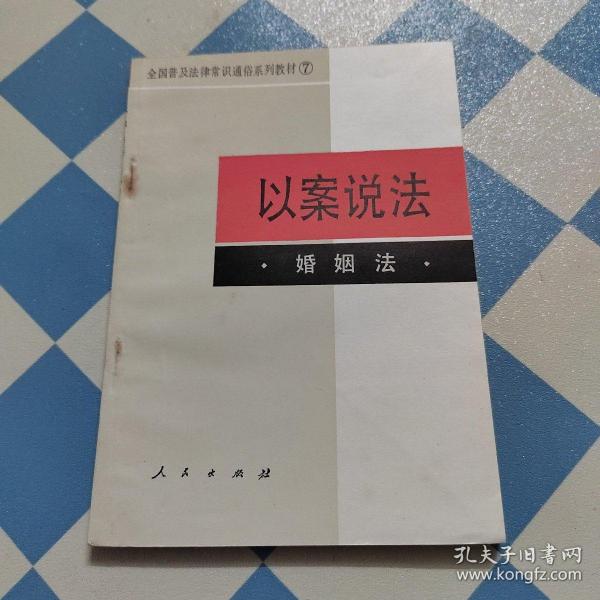 全国普及法律常识通俗系列教材⑦
以案说法
·婚姻法·
人民出版社
孔夫子旧书网
www.kongfz.com